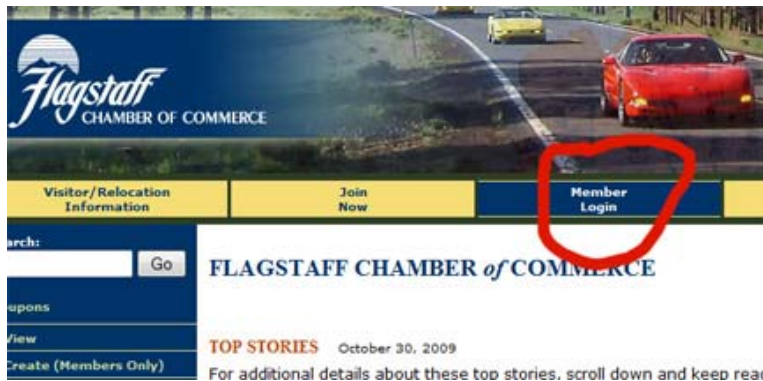 Flagstaff
CHAMBER OF COMMERCE
Visitor/Relocation
Information
Join
Now
Member
Login
arch:
Go
FLAGSTAFF CHAMBER of COMMERCE
upons
View
Create (Members Only)
TOP STORIES October 30, 2009
For additional details about these top stories, scroll down and keep read